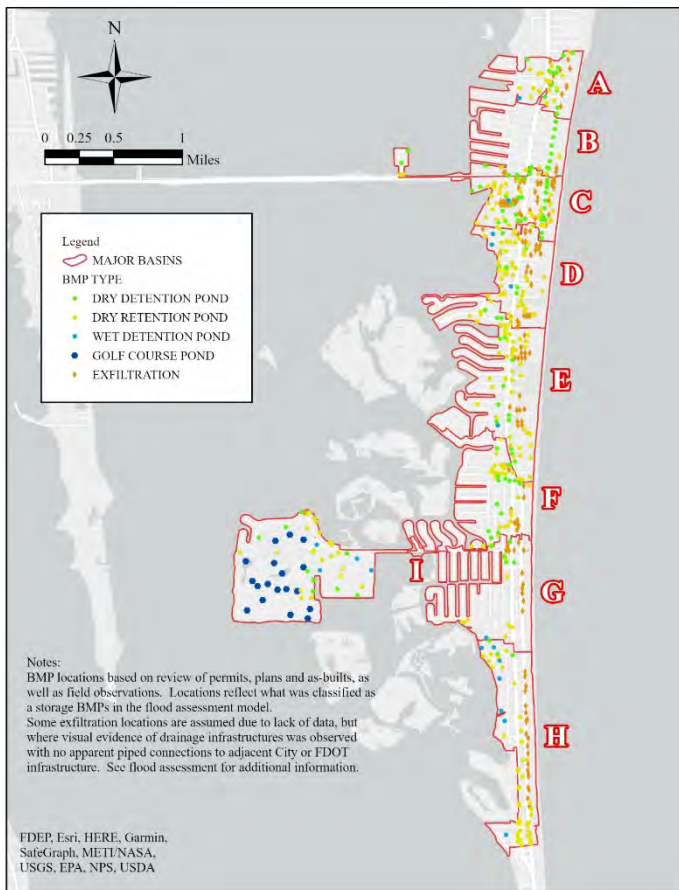 N
0 0.25 0.5 1
Miles
A
B
C
D
E
F
G
H
I
Legend
MAJOR BASINS
BMP TYPE
DRY DETENTION POND
DRY RETENTION POND
WET DETENTION POND
GOLF COURSE POND
EXFILTRATION
Notes:
BMP locations based on review of permits, plans and as-builts, as
well as field observations. Locations reflect what was classified as
a storage BMPs in the flood assessment model.
Some exfiltration locations are assumed due to lack of data, but
where visual evidence of drainage infrastructures was observed
with no apparent piped connections to adjacent City or FDOT
infrastructure. See flood assessment for additional information.
FDEP, Esri, HERE, Garmin,
SafeGraph, METI/NASA,
USGS, EPA, NPS, USDA